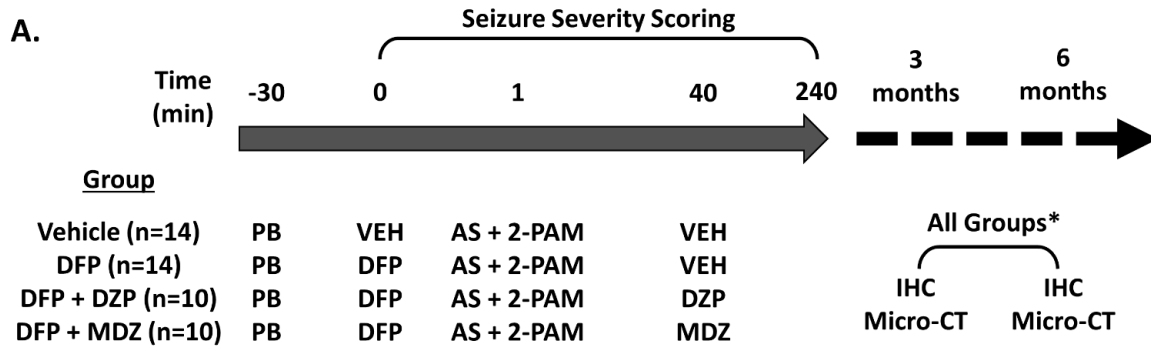 A.
Seizure Severity Scoring
Time (min) -30 0 1 40 240 3 months 6 months
Group
Vehicle (n=14) PB VEH AS + 2-PAM VEH
DFP (n=14) PB DFP AS + 2-PAM VEH
DFP + DZP (n=10) PB DFP AS + 2-PAM DZP
DFP + MDZ (n=10) PB DFP AS + 2-PAM MDZ
All Groups*
IHC IHC
Micro-CT Micro-CT